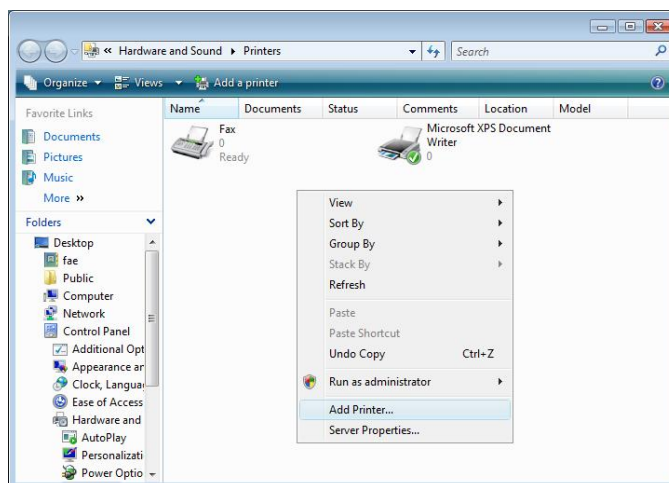 « Hardware and Sound Printers
Search
Organize Views Add a printer
Favorite Links
Documents
Pictures
Music
More »
Folders
Desktop
fae
Public
Computer
Network
Control Panel
Additional Opt
Appearance an
Clock, Languag
Ease of Access
Hardware and
AutoPlay
Personalizati
Power Optio
Name Documents Status Comments Location Model
Fax
0
Ready
Microsoft XPS Document
Writer
0
View
Sort By
Group By
Stack By
Refresh
Paste
Paste Shortcut
Undo Copy Ctrl+Z
Run as administrator
Add Printer...
Server Properties...